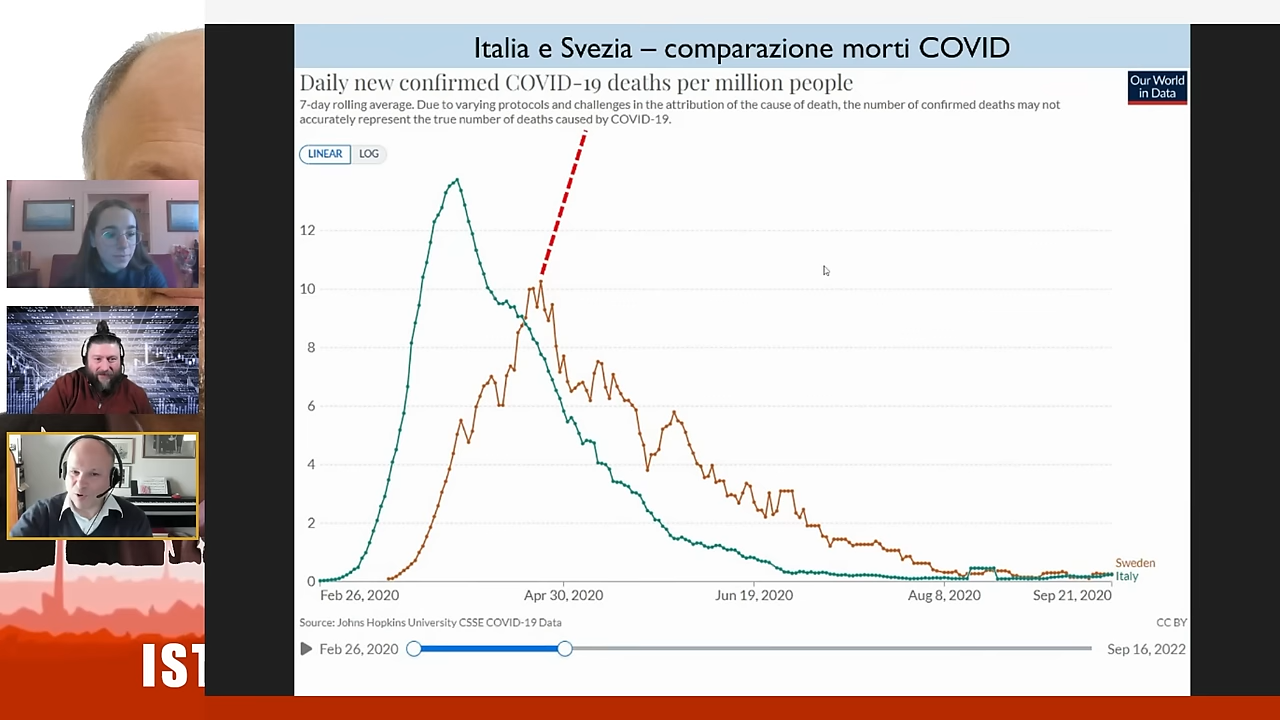 Italia e Svezia – comparazione morti COVID
Daily new confirmed COVID-19 deaths per million people
Our World
in Data
7-day rolling average. Due to varying protocols and challenges in the attribution of the cause of death, the number of confirmed deaths may not
accurately represent the true number of deaths caused by COVID-19.
LINEAR LOG
12
10
8
6
4
2
0
Sweden
Italy
Feb 26, 2020 Apr 30, 2020 Jun 19, 2020 Aug 8, 2020 Sep 21, 2020
Source: Johns Hopkins University CSSE COVID-19 Data CC BY
Feb 26, 2020 Sep 16, 2022
IST